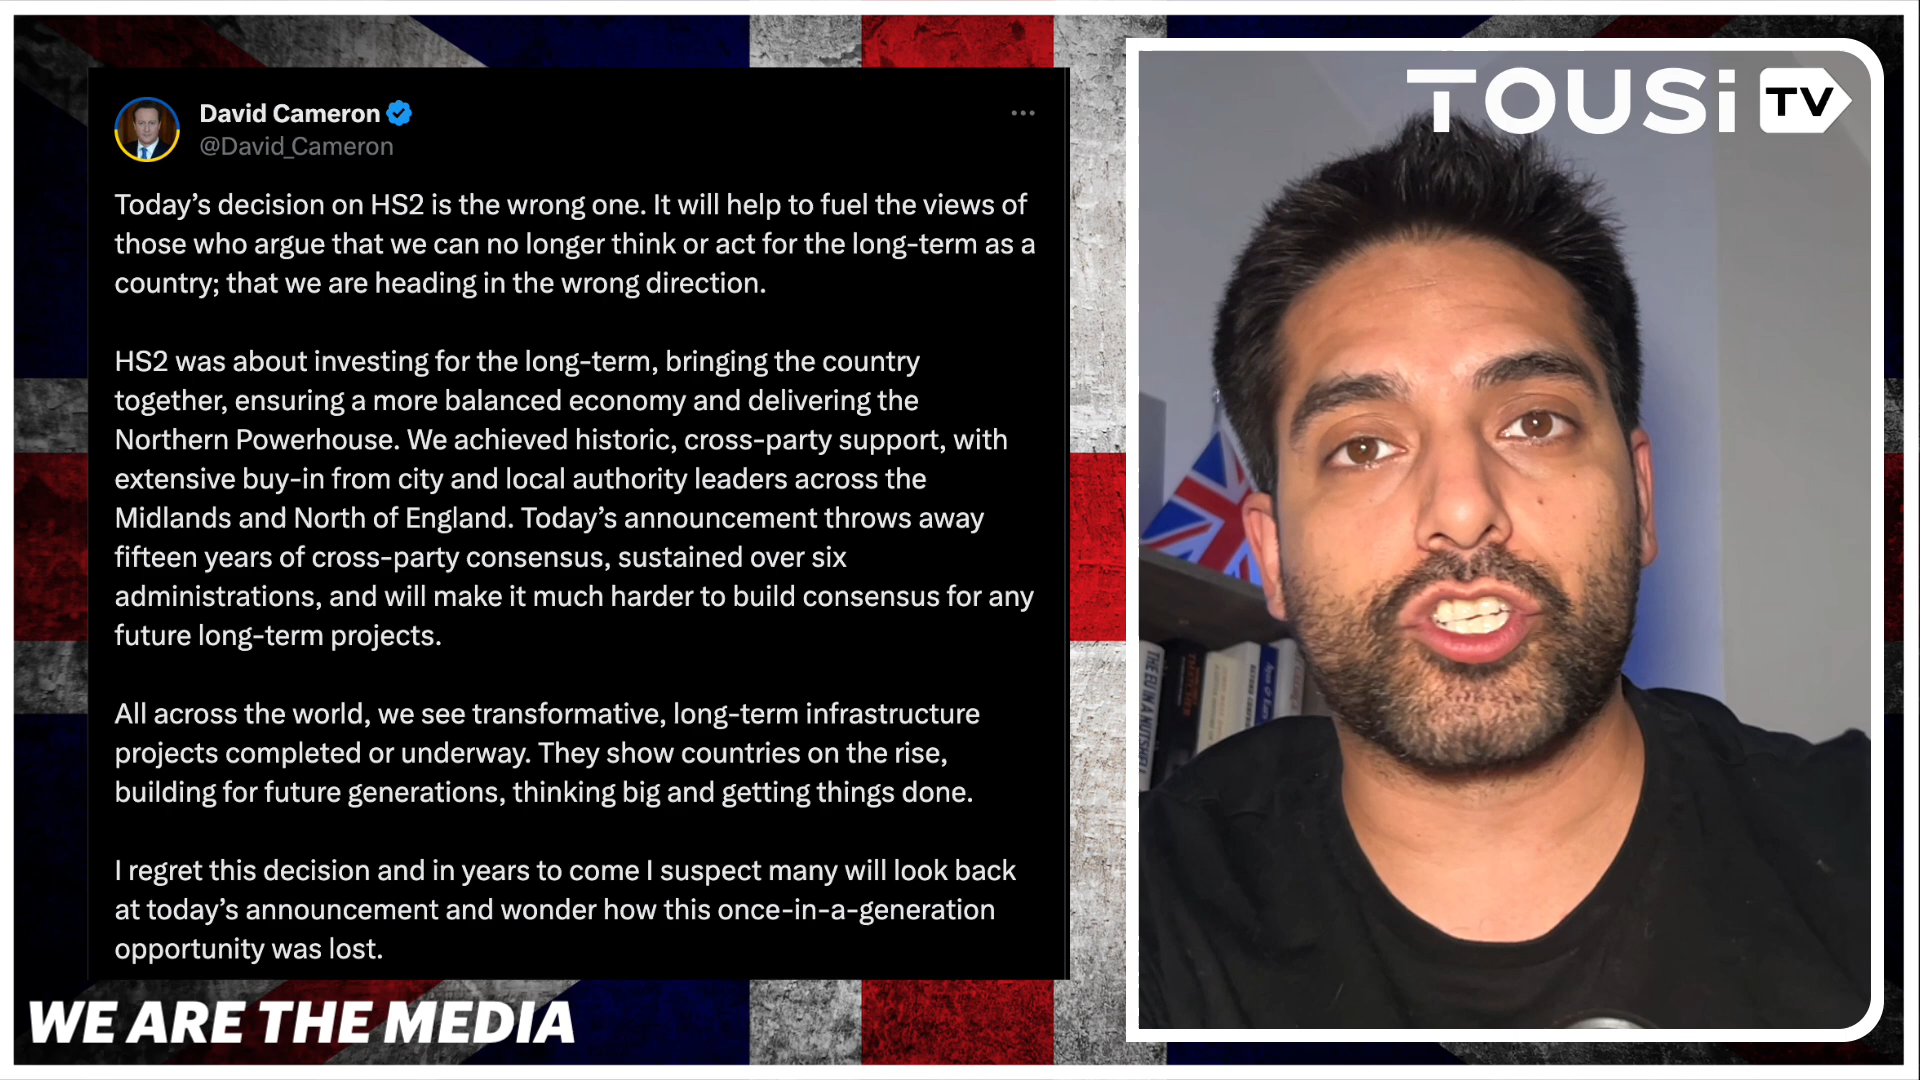 David Cameron
@David_Cameron
Today’s decision on HS2 is the wrong one. It will help to fuel the views of
those who argue that we can no longer think or act for the long-term as a
country; that we are heading in the wrong direction.
HS2 was about investing for the long-term, bringing the country
together, ensuring a more balanced economy and delivering the
Northern Powerhouse. We achieved historic, cross-party support, with
extensive buy-in from city and local authority leaders across the
Midlands and North of England. Today’s announcement throws away
fifteen years of cross-party consensus, sustained over six
administrations, and will make it much harder to build consensus for any
future long-term projects.
All across the world, we see transformative, long-term infrastructure
projects completed or underway. They show countries on the rise,
building for future generations, thinking big and getting things done.
I regret this decision and in years to come I suspect many will look back
at today’s announcement and wonder how this once-in-a-generation
opportunity was lost.
WE ARE THE MEDIA
TOUSi TV
THE EU IN A NUTSHELL